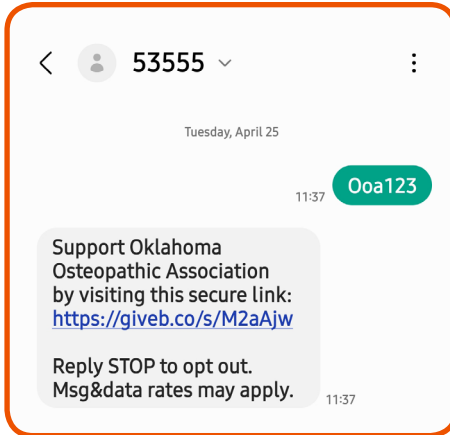 53555
Tuesday, April 25
Ooa123
11:37
Support Oklahoma
Osteopathic Association
by visiting this secure link:
https://giveb.co/s/M2aAjw
Reply STOP to opt out.
Msg&data rates may apply.
11:37